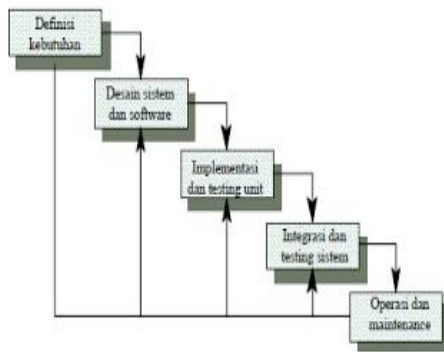 Definisi
kebutuhan
Desain sistem
dan software
Implementasi
dan testing unit
Integrasi dan
testing sistem
Operasi dan
maintenance